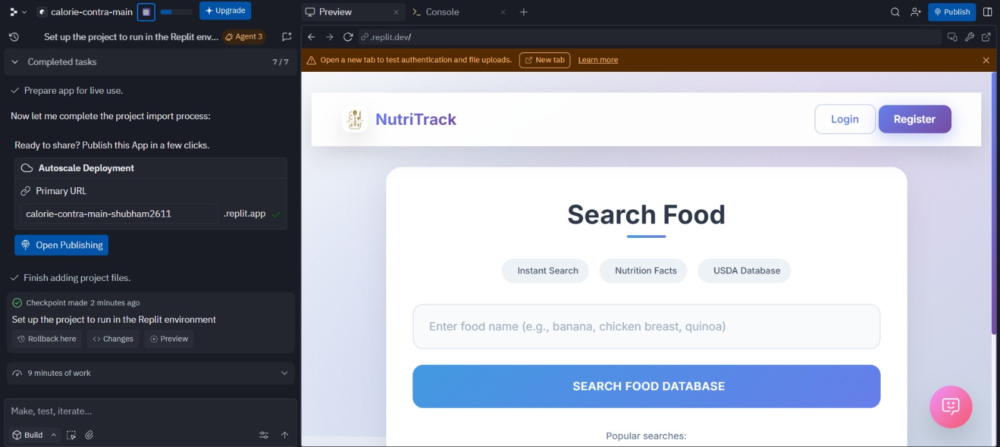 calorie-contra-main
Upgrade
Preview
Console
Publish
Set up the project to run in the Replit env...
Agent 3
.replit.dev/
Completed tasks
7 / 7
Open a new tab to test authentication and file uploads.
New tab
Learn more
Prepare app for live use.
Now let me complete the project import process:
Ready to share? Publish this App in a few clicks.
Autoscale Deployment
Primary URL
calorie-contra-main-shubham2611
.replit.app
Open Publishing
Finish adding project files.
Checkpoint made 2 minutes ago
Set up the project to run in the Replit environment
Rollback here
Changes
Preview
9 minutes of work
Make, test, iterate...
Build
NutriTrack
Login
Register
Search Food
Instant Search
Nutrition Facts
USDA Database
Enter food name (e.g., banana, chicken breast, quinoa)
SEARCH FOOD DATABASE
Popular searches: